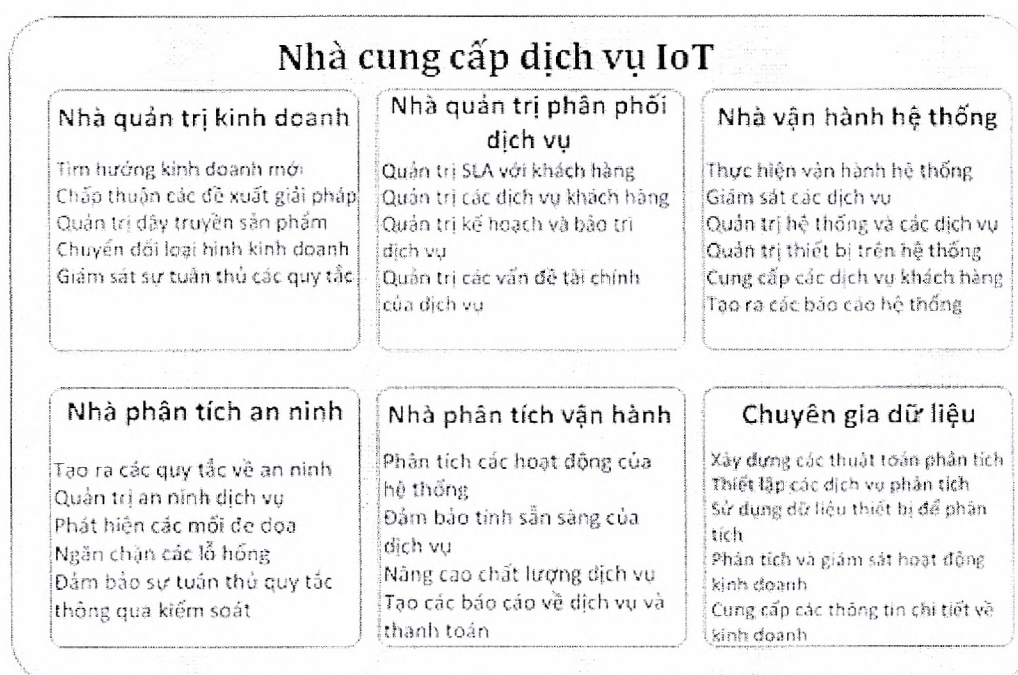 Nhà cung cấp dịch vụ IoT
Nhà quản trị kinh doanh
Tìm hướng kinh doanh mới
Chấp thuận các đề xuất giải pháp
Quản trị dây truyền sản phẩm
Chuyển đổi loại hình kinh doanh
Giám sát sự tuân thủ các quy tắc
Nhà quản trị phân phối
dịch vụ
Quản trị SLA với khách hàng
Quản trị các dịch vụ khách hàng
Quản trị kế hoạch và bảo trì
dịch vụ
Quản trị các vấn đề tài chính
của dịch vụ
Nhà vận hành hệ thống
Thực hiện vận hành hệ thống
Giám sát các dịch vụ
Quản trị hệ thống và các dịch vụ
Quản trị thiết bị trên hệ thống
Cung cấp các dịch vụ khách hàng
Tạo ra các báo cáo hệ thống
Nhà phân tích an ninh
Tạo ra các quy tắc về an ninh
Quản trị an ninh dịch vụ
Phát hiện các mối đe dọa
Ngăn chặn các lỗ hổng
Đảm bảo sự tuân thủ quy tắc
thông qua kiểm soát
Nhà phân tích vận hành
Phân tích các hoạt động của
hệ thống
Đảm bảo tính sẵn sàng của
dịch vụ
Nâng cao chất lượng dịch vụ
Tạo các báo cáo về dịch vụ và
thanh toán
Chuyên gia dữ liệu
Xây dựng các thuật toán phân tích
Thiết lập các dịch vụ phân tích
Sử dụng dữ liệu thiết bị để phân
tích
Phân tích và giám sát hoạt động
kinh doanh
Cung cấp các thông tin chi tiết về
kinh doanh